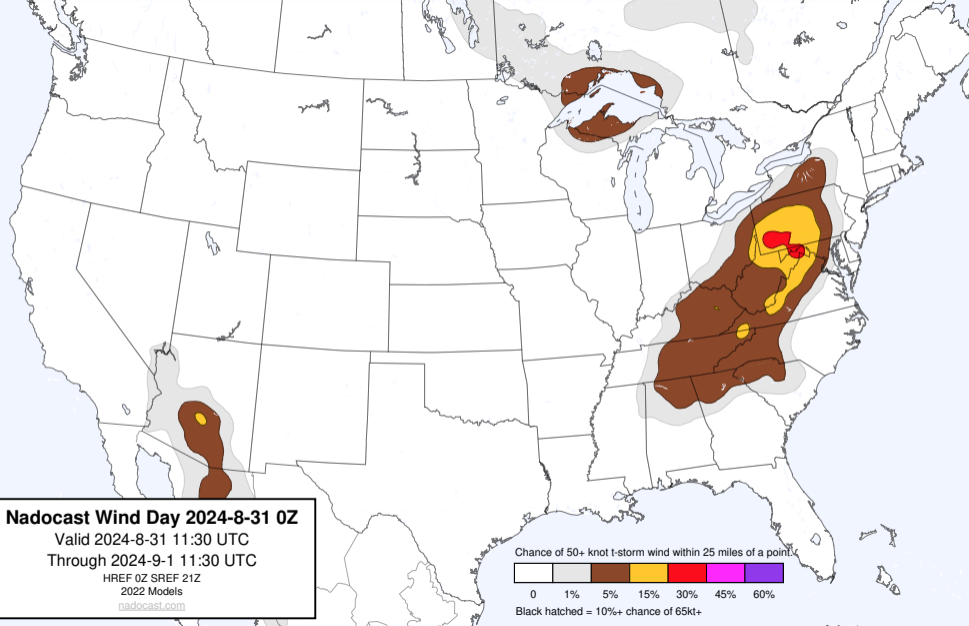 Nadocast Wind Day 2024-8-31 0Z
Valid 2024-8-31 11:30 UTC
Through 2024-9-1 11:30 UTC
HREF 0Z SREF 21Z
2022 Models
nadocast.com
Chance of 50+ knot t-storm wind within 25 miles of a point.
0 1% 5% 15% 30% 45% 60%
Black hatched = 10%+ chance of 65kt+